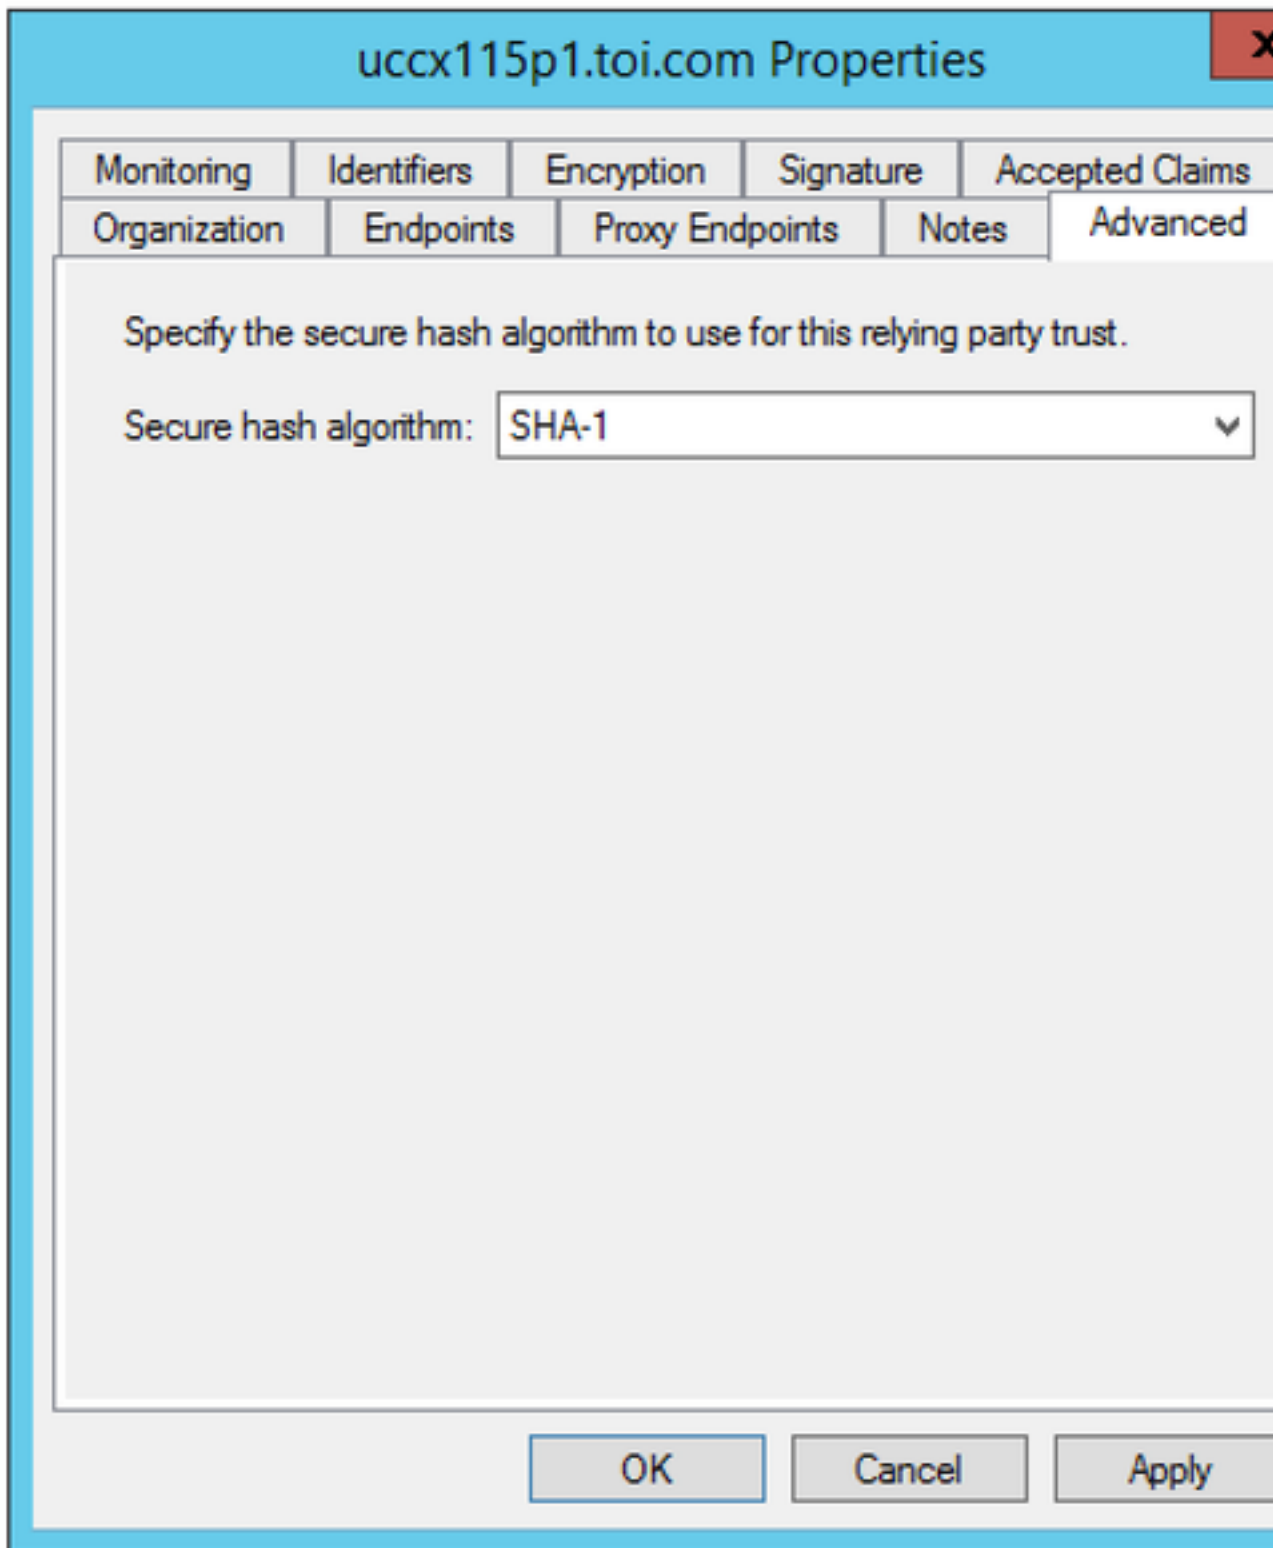 uccx115p1.toi.com Properties
x
Monitoring Identifiers Encryption Signature Accepted Claims
Organization Endpoints Proxy Endpoints Notes Advanced
Specify the secure hash algorithm to use for this relying party trust.
Secure hash algorithm: SHA-1
OK Cancel Apply